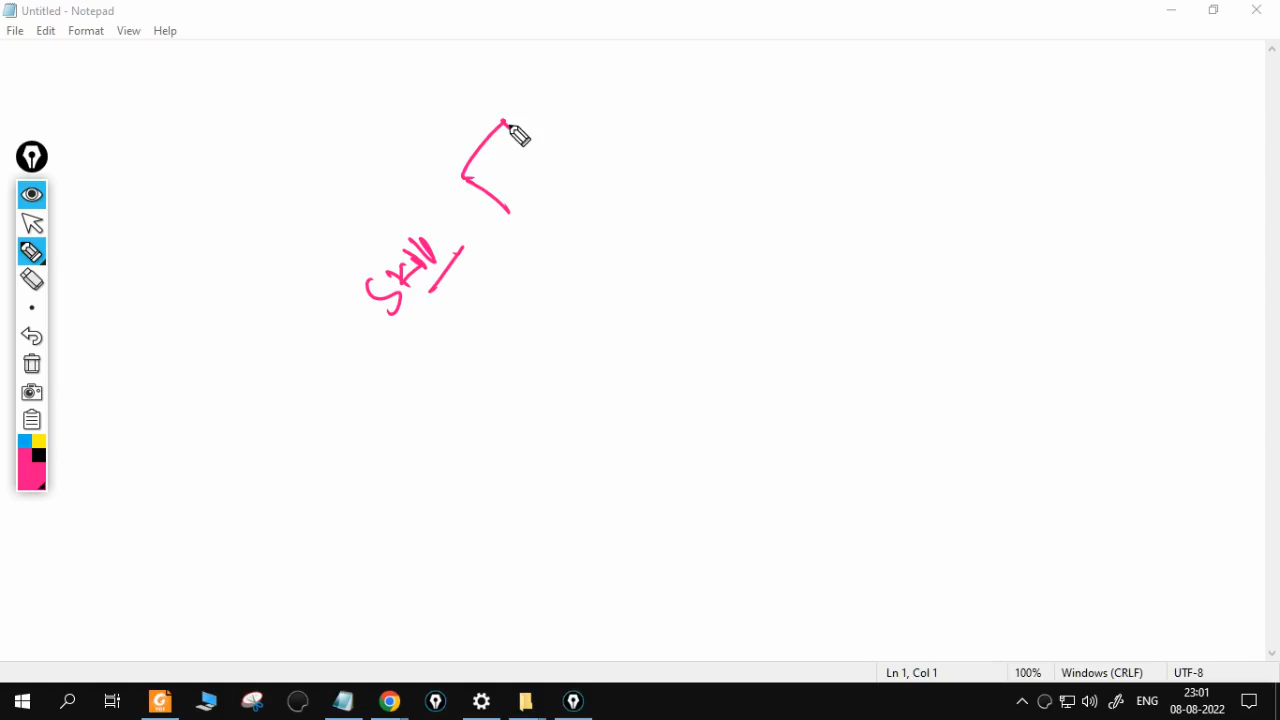 Untitled - Notepad
File Edit Format View Help
Skill
Ln 1, Col 1 100% Windows (CRLF) UTF-8
ENG 23:01
08-08-2022